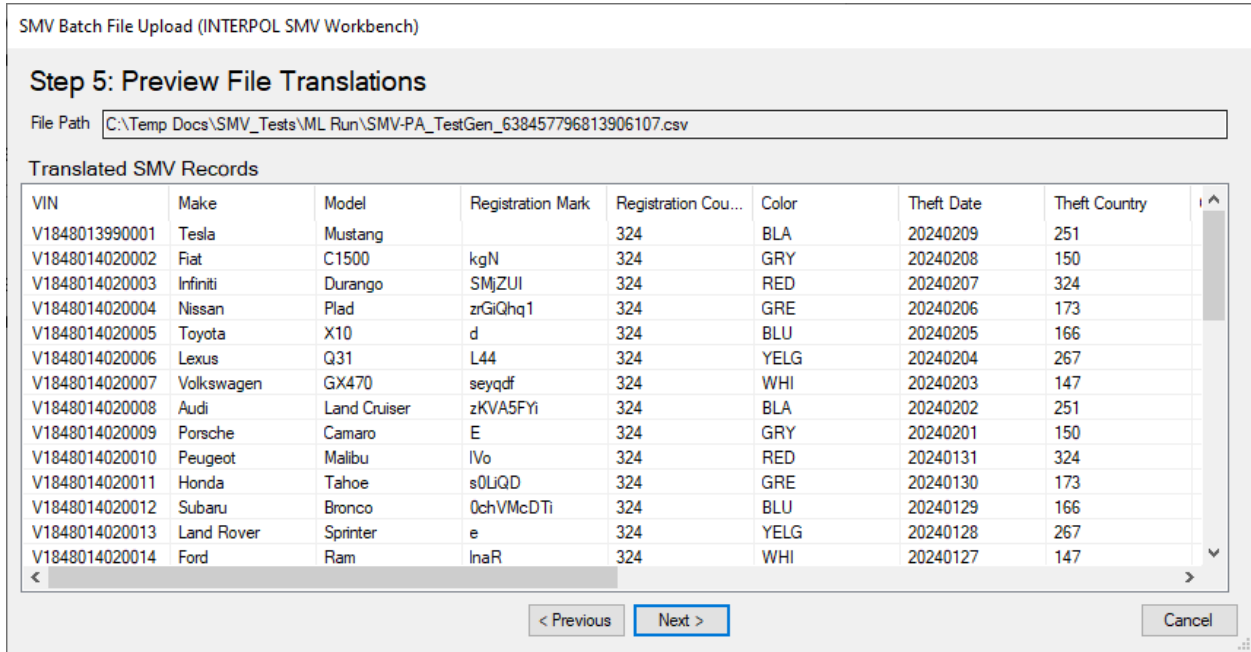 SMV Batch File Upload (INTERPOL SMV Workbench)
Step 5: Preview File Translations
File Path C:\Temp Docs\SMV_Tests\ML Run\SMV-PA_TestGen_638457796813906107.csv
Translated SMV Records
VIN Make Model Registration Mark Registration Cou... Color Theft Date Theft Country
V1848013990001 Tesla Mustang 324 BLA 20240209 251
V1848014020002 Fiat C1500 kgN 324 GRY 20240208 150
V1848014020003 Infiniti Durango SMjZUI 324 RED 20240207 324
V1848014020004 Nissan Plad zrGiQhq1 324 GRE 20240206 173
V1848014020005 Toyota X10 d 324 BLU 20240205 166
V1848014020006 Lexus Q31 L44 324 YELG 20240204 267
V1848014020007 Volkswagen GX470 seyqdf 324 WHI 20240203 147
V1848014020008 Audi Land Cruiser zKVA5FYi 324 BLA 20240202 251
V1848014020009 Porsche Camaro E 324 GRY 20240201 150
V1848014020010 Peugeot Malibu IVo 324 RED 20240131 324
V1848014020011 Honda Tahoe s0LiQD 324 GRE 20240130 173
V1848014020012 Subaru Bronco 0chVMcDTi 324 BLU 20240129 166
V1848014020013 Land Rover Sprinter e 324 YELG 20240128 267
V1848014020014 Ford Ram lnaR 324 WHI 20240127 147
< Previous Next > Cancel